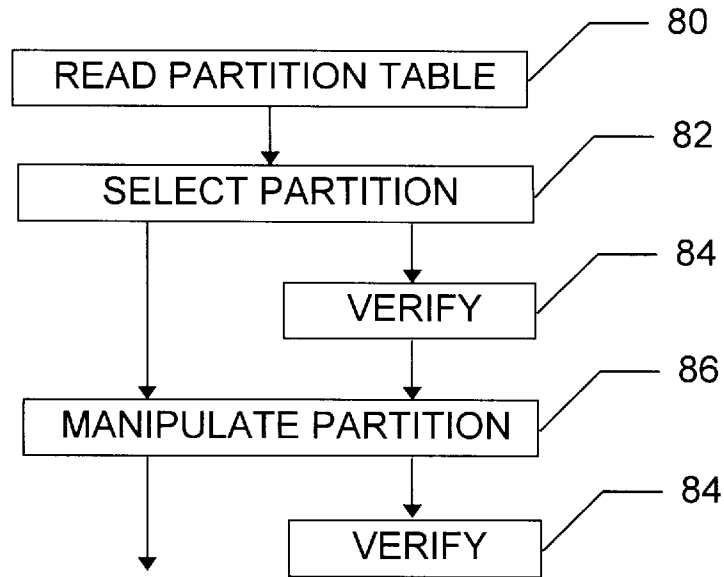 80
READ PARTITION TABLE
82
SELECT PARTITION
84
VERIFY
86
MANIPULATE PARTITION
84
VERIFY